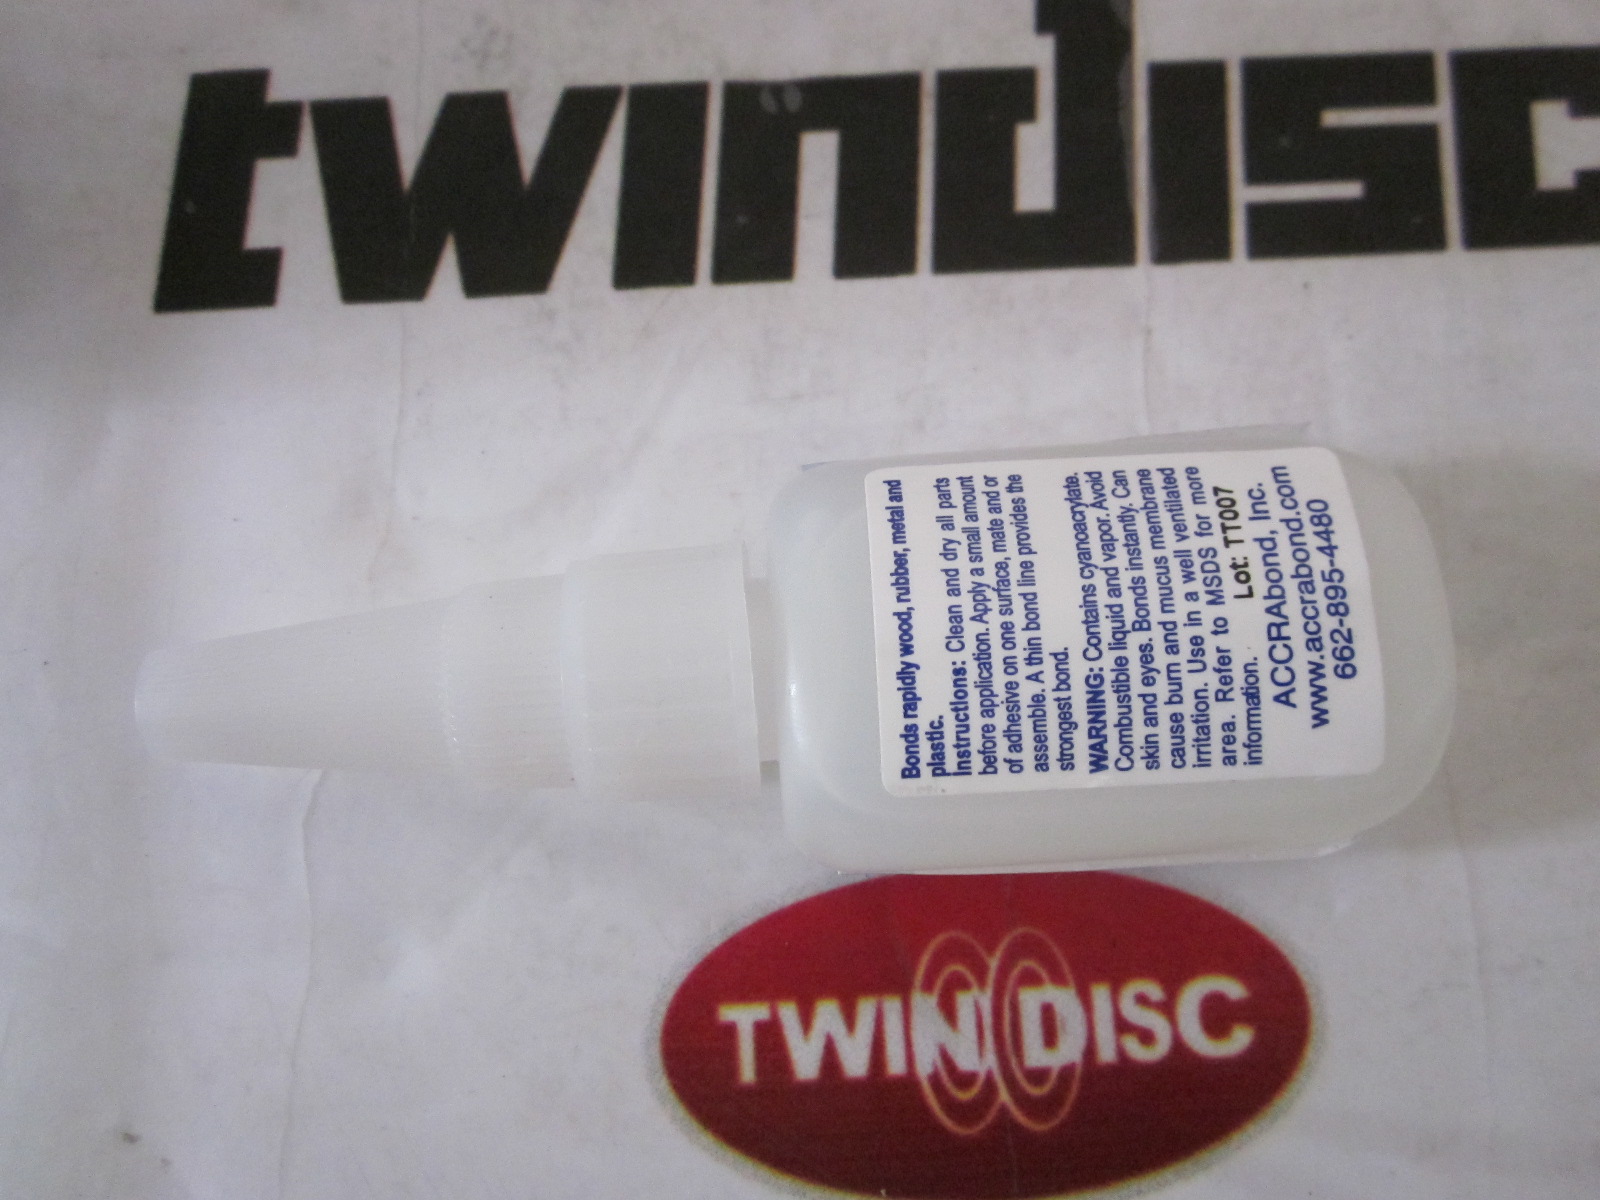 twindisc
Bonds rapidly wood, rubber, metal and
plastic.
Instructions: Clean and dry all parts
before application. Apply a small amount
of adhesive on one surface, mate and or
assemble. A thin bond line provides the
strongest bond.
WARNING: Contains cyanoacrylate.
Combustible liquid and vapor. Avoid
skin and eyes. Bonds instantly. Can
cause burn and mucus membrane
irritation. Use in a well ventilated
area. Refer to MSDS for more
information. Lot: TT007
ACCRAbond, Inc.
www.accrabond.com
662-895-4480
TWIN DISC